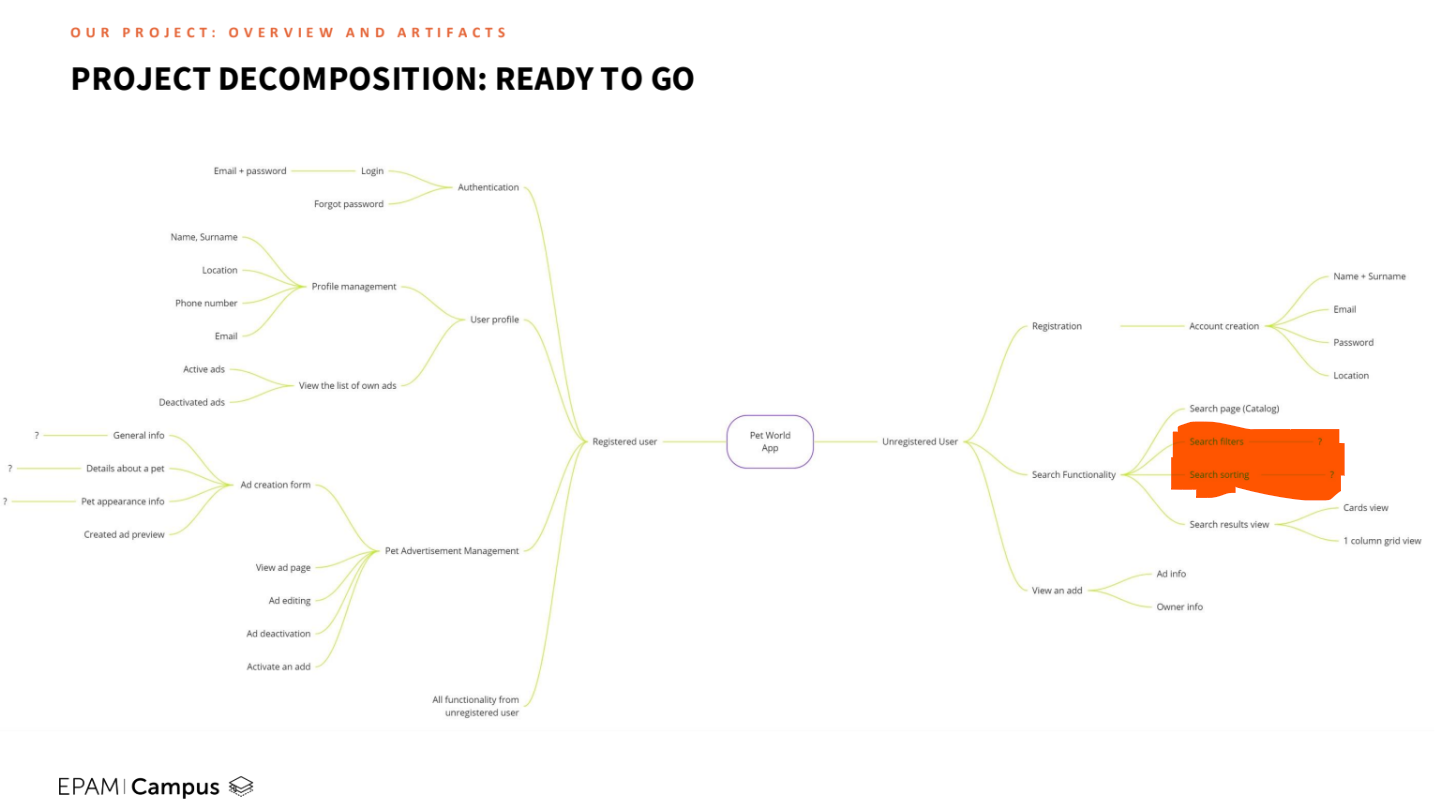 OUR PROJECT: OVERVIEW AND ARTIFACTS
PROJECT DECOMPOSITION: READY TO GO
Email + password
Login
Authentication
Forgot password
Name, Surname
Location
Profile management
Phone number
User profile
Email
Active ads
View the list of own ads
Deactivated ads
Registered user
? General info
? Details about a pet
Ad creation form
? Pet appearance info
Created ad preview
Pet Advertisement Management
View ad page
Ad editing
Ad deactivation
Activate an add
All functionality from
unregistered user
Pet World
App
Unregistered User
Registration
Account creation
Name + Surname
Email
Password
Location
Search Functionality
Search page (Catalog)
Search filters ?
Search sorting ?
Search results view
Cards view
1 column grid view
View an add
Ad info
Owner info
EPAM | Campus